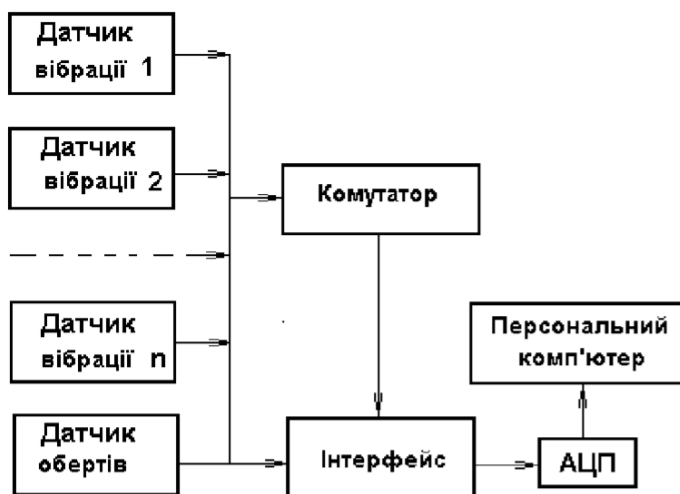 Датчик
вібрації 1
Датчик
вібрації 2
Комутатор
Датчик
вібрації n
Персональний
комп'ютер
Датчик
обертів
Інтерфейс
АЦП